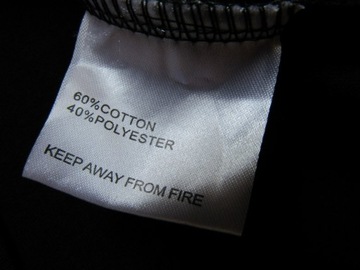 60%COTTON
40%POLYESTER
KEEP AWAY FROM FIRE